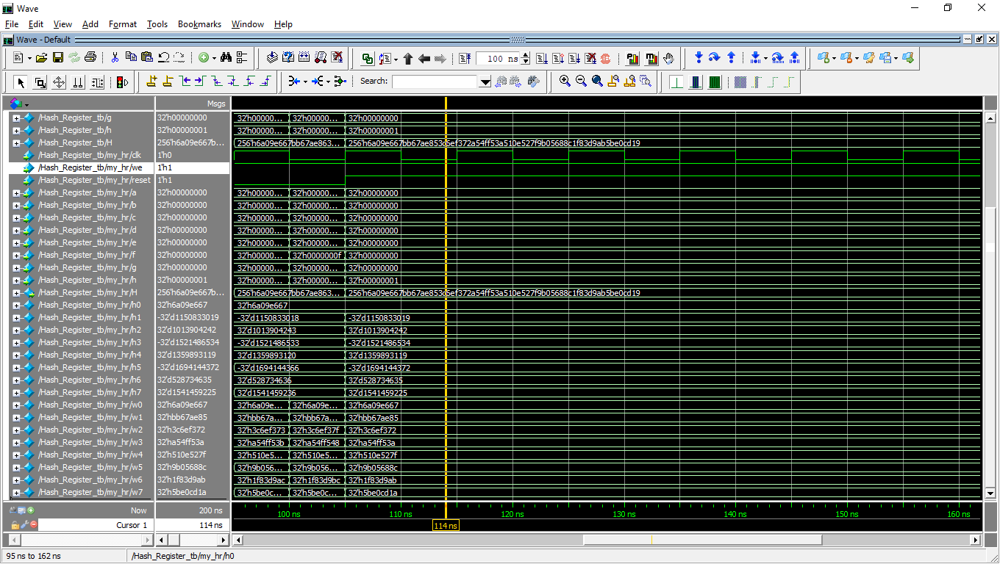 Wave
File Edit View Add Format Tools Bookmarks Window Help
Wave - Default
100 ns
Search:
Msgs
/Hash_Register_tb/g 32'h00000000 32'h00000... 32'h00000... 32'h00000000
/Hash_Register_tb/h 32'h00000001 32'h00000... 32'h00000... 32'h00000001
/Hash_Register_tb/H 256'h6a09e667b... 256'h6a09e667bb67ae863... 256'h6a09e667bb67ae853c6ef372a54ff53a510e527f9b05688c1f83d9ab5be0cd19
/Hash_Register_tb/my_hr/clk 1'h0
/Hash_Register_tb/my_hr/we 1'h1
/Hash_Register_tb/my_hr/reset 1'h1
/Hash_Register_tb/my_hr/a 32'h00000000 32'h00000... 32'h00000... 32'h00000000
/Hash_Register_tb/my_hr/b 32'h00000000 32'h00000... 32'h00000... 32'h00000000
/Hash_Register_tb/my_hr/c 32'h00000000 32'h00000... 32'h00000... 32'h00000000
/Hash_Register_tb/my_hr/d 32'h00000000 32'h00000... 32'h00000... 32'h00000000
/Hash_Register_tb/my_hr/e 32'h00000000 32'h00000... 32'h00000... 32'h00000000
/Hash_Register_tb/my_hr/f 32'h00000000 32'h00000... 32'h0000000f 32'h00000000
/Hash_Register_tb/my_hr/g 32'h00000000 32'h00000... 32'h00000... 32'h00000000
/Hash_Register_tb/my_hr/h 32'h00000001 32'h00000... 32'h00000... 32'h00000001
/Hash_Register_tb/my_hr/H 256'h6a09e667b... 256'h6a09e667bb67ae863... 256'h6a09e667bb67ae853c6ef372a54ff53a510e527f9b05688c1f83d9ab5be0cd19
/Hash_Register_tb/my_hr/h0 32'h6a09e667 32'h6a09e667
/Hash_Register_tb/my_hr/h1 -32'd1150833019 -32'd1150833018 -32'd1150833019
/Hash_Register_tb/my_hr/h2 32'd1013904242 32'd1013904243 32'd1013904242
/Hash_Register_tb/my_hr/h3 -32'd1521486534 -32'd1521486533 -32'd1521486534
/Hash_Register_tb/my_hr/h4 32'd1359893119 32'd1359893120 32'd1359893119
/Hash_Register_tb/my_hr/h5 -32'd1694144372 -32'd1694144366 -32'd1694144372
/Hash_Register_tb/my_hr/h6 32'd528734635 32'd528734636 32'd528734635
/Hash_Register_tb/my_hr/h7 32'd1541459225 32'd1541459236 32'd1541459225
/Hash_Register_tb/my_hr/w0 32'h6a09e667 32'h6a09e... 32'h6a09e... 32'h6a09e667
/Hash_Register_tb/my_hr/w1 32'hbb67ae85 32'hbb67a... 32'hbb67a... 32'hbb67ae85
/Hash_Register_tb/my_hr/w2 32'h3c6ef372 32'h3c6ef373 32'h3c6ef37f 32'h3c6ef372
/Hash_Register_tb/my_hr/w3 32'ha54ff53a 32'ha54ff53b 32'ha54ff548 32'ha54ff53a
/Hash_Register_tb/my_hr/w4 32'h510e527f 32'h510e5... 32'h510e5... 32'h510e527f
/Hash_Register_tb/my_hr/w5 32'h9b05688c 32'h9b056... 32'h9b056... 32'h9b05688c
/Hash_Register_tb/my_hr/w6 32'h1f83d9ab 32'h1f83d9ac 32'h1f83d9bc 32'h1f83d9ab
/Hash_Register_tb/my_hr/w7 32'h5be0cd1a 32'h5be0c... 32'h5be0c... 32'h5be0cd1a
Now 200 ns 100 ns 110 ns 120 ns 130 ns 140 ns 150 ns 160 ns
Cursor 1 114 ns 114 ns
95 ns to 162 ns /Hash_Register_tb/my_hr/h0